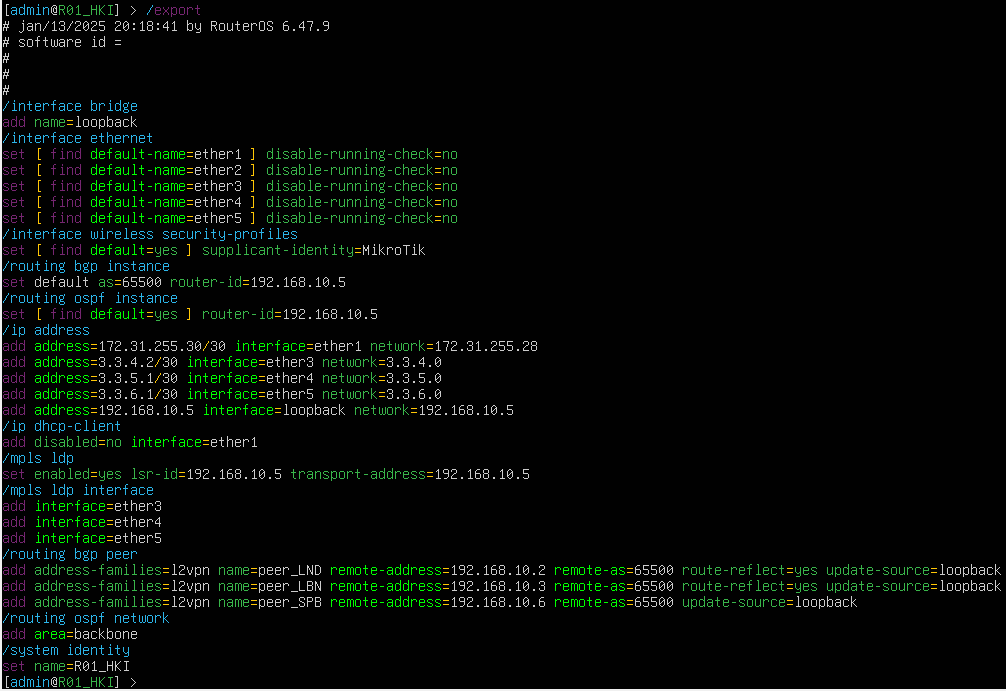 [admin@R01_HKI] > /export
# jan/13/2025 20:18:41 by RouterOS 6.47.9
# software id =
#
#
#
/interface bridge
add name=loopback
/interface ethernet
set [ find default-name=ether1 ] disable-running-check=no
set [ find default-name=ether2 ] disable-running-check=no
set [ find default-name=ether3 ] disable-running-check=no
set [ find default-name=ether4 ] disable-running-check=no
set [ find default-name=ether5 ] disable-running-check=no
/interface wireless security-profiles
set [ find default=yes ] supplicant-identity=MikroTik
/routing bgp instance
set default as=65500 router-id=192.168.10.5
/routing ospf instance
set [ find default=yes ] router-id=192.168.10.5
/ip address
add address=172.31.255.30/30 interface=ether1 network=172.31.255.28
add address=3.3.4.2/30 interface=ether3 network=3.3.4.0
add address=3.3.5.1/30 interface=ether4 network=3.3.5.0
add address=3.3.6.1/30 interface=ether5 network=3.3.6.0
add address=192.168.10.5 interface=loopback network=192.168.10.5
/ip dhcp-client
add disabled=no interface=ether1
/mpls ldp
set enabled=yes lsr-id=192.168.10.5 transport-address=192.168.10.5
/mpls ldp interface
add interface=ether3
add interface=ether4
add interface=ether5
/routing bgp peer
add address-families=l2vpn name=peer_LND remote-address=192.168.10.2 remote-as=65500 route-reflect=yes update-source=loopback
add address-families=l2vpn name=peer_LBN remote-address=192.168.10.3 remote-as=65500 route-reflect=yes update-source=loopback
add address-families=l2vpn name=peer_SPB remote-address=192.168.10.6 remote-as=65500 update-source=loopback
/routing ospf network
add area=backbone
/system identity
set name=R01_HKI
[admin@R01_HKI] >